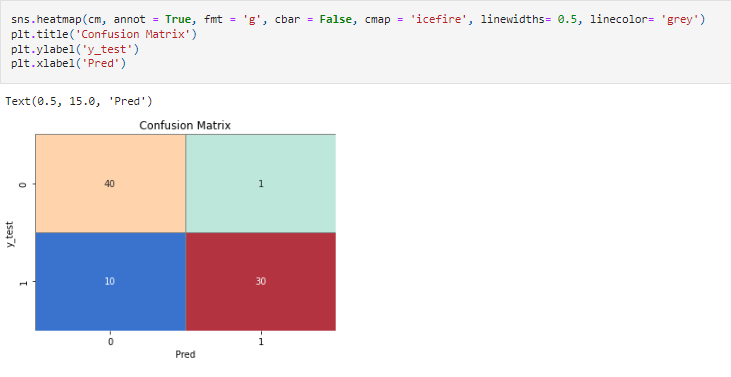 sns.heatmap(cm, annot = True, fmt = 'g', cbar = False, cmap = 'icefire', linewidths= 0.5, linecolor= 'grey')
plt.title('Confusion Matrix')
plt.ylabel('y_test')
plt.xlabel('Pred')
Text(0.5, 15.0, 'Pred')
Confusion Matrix
0
40
1
y_test
1
10
30
0
1
Pred